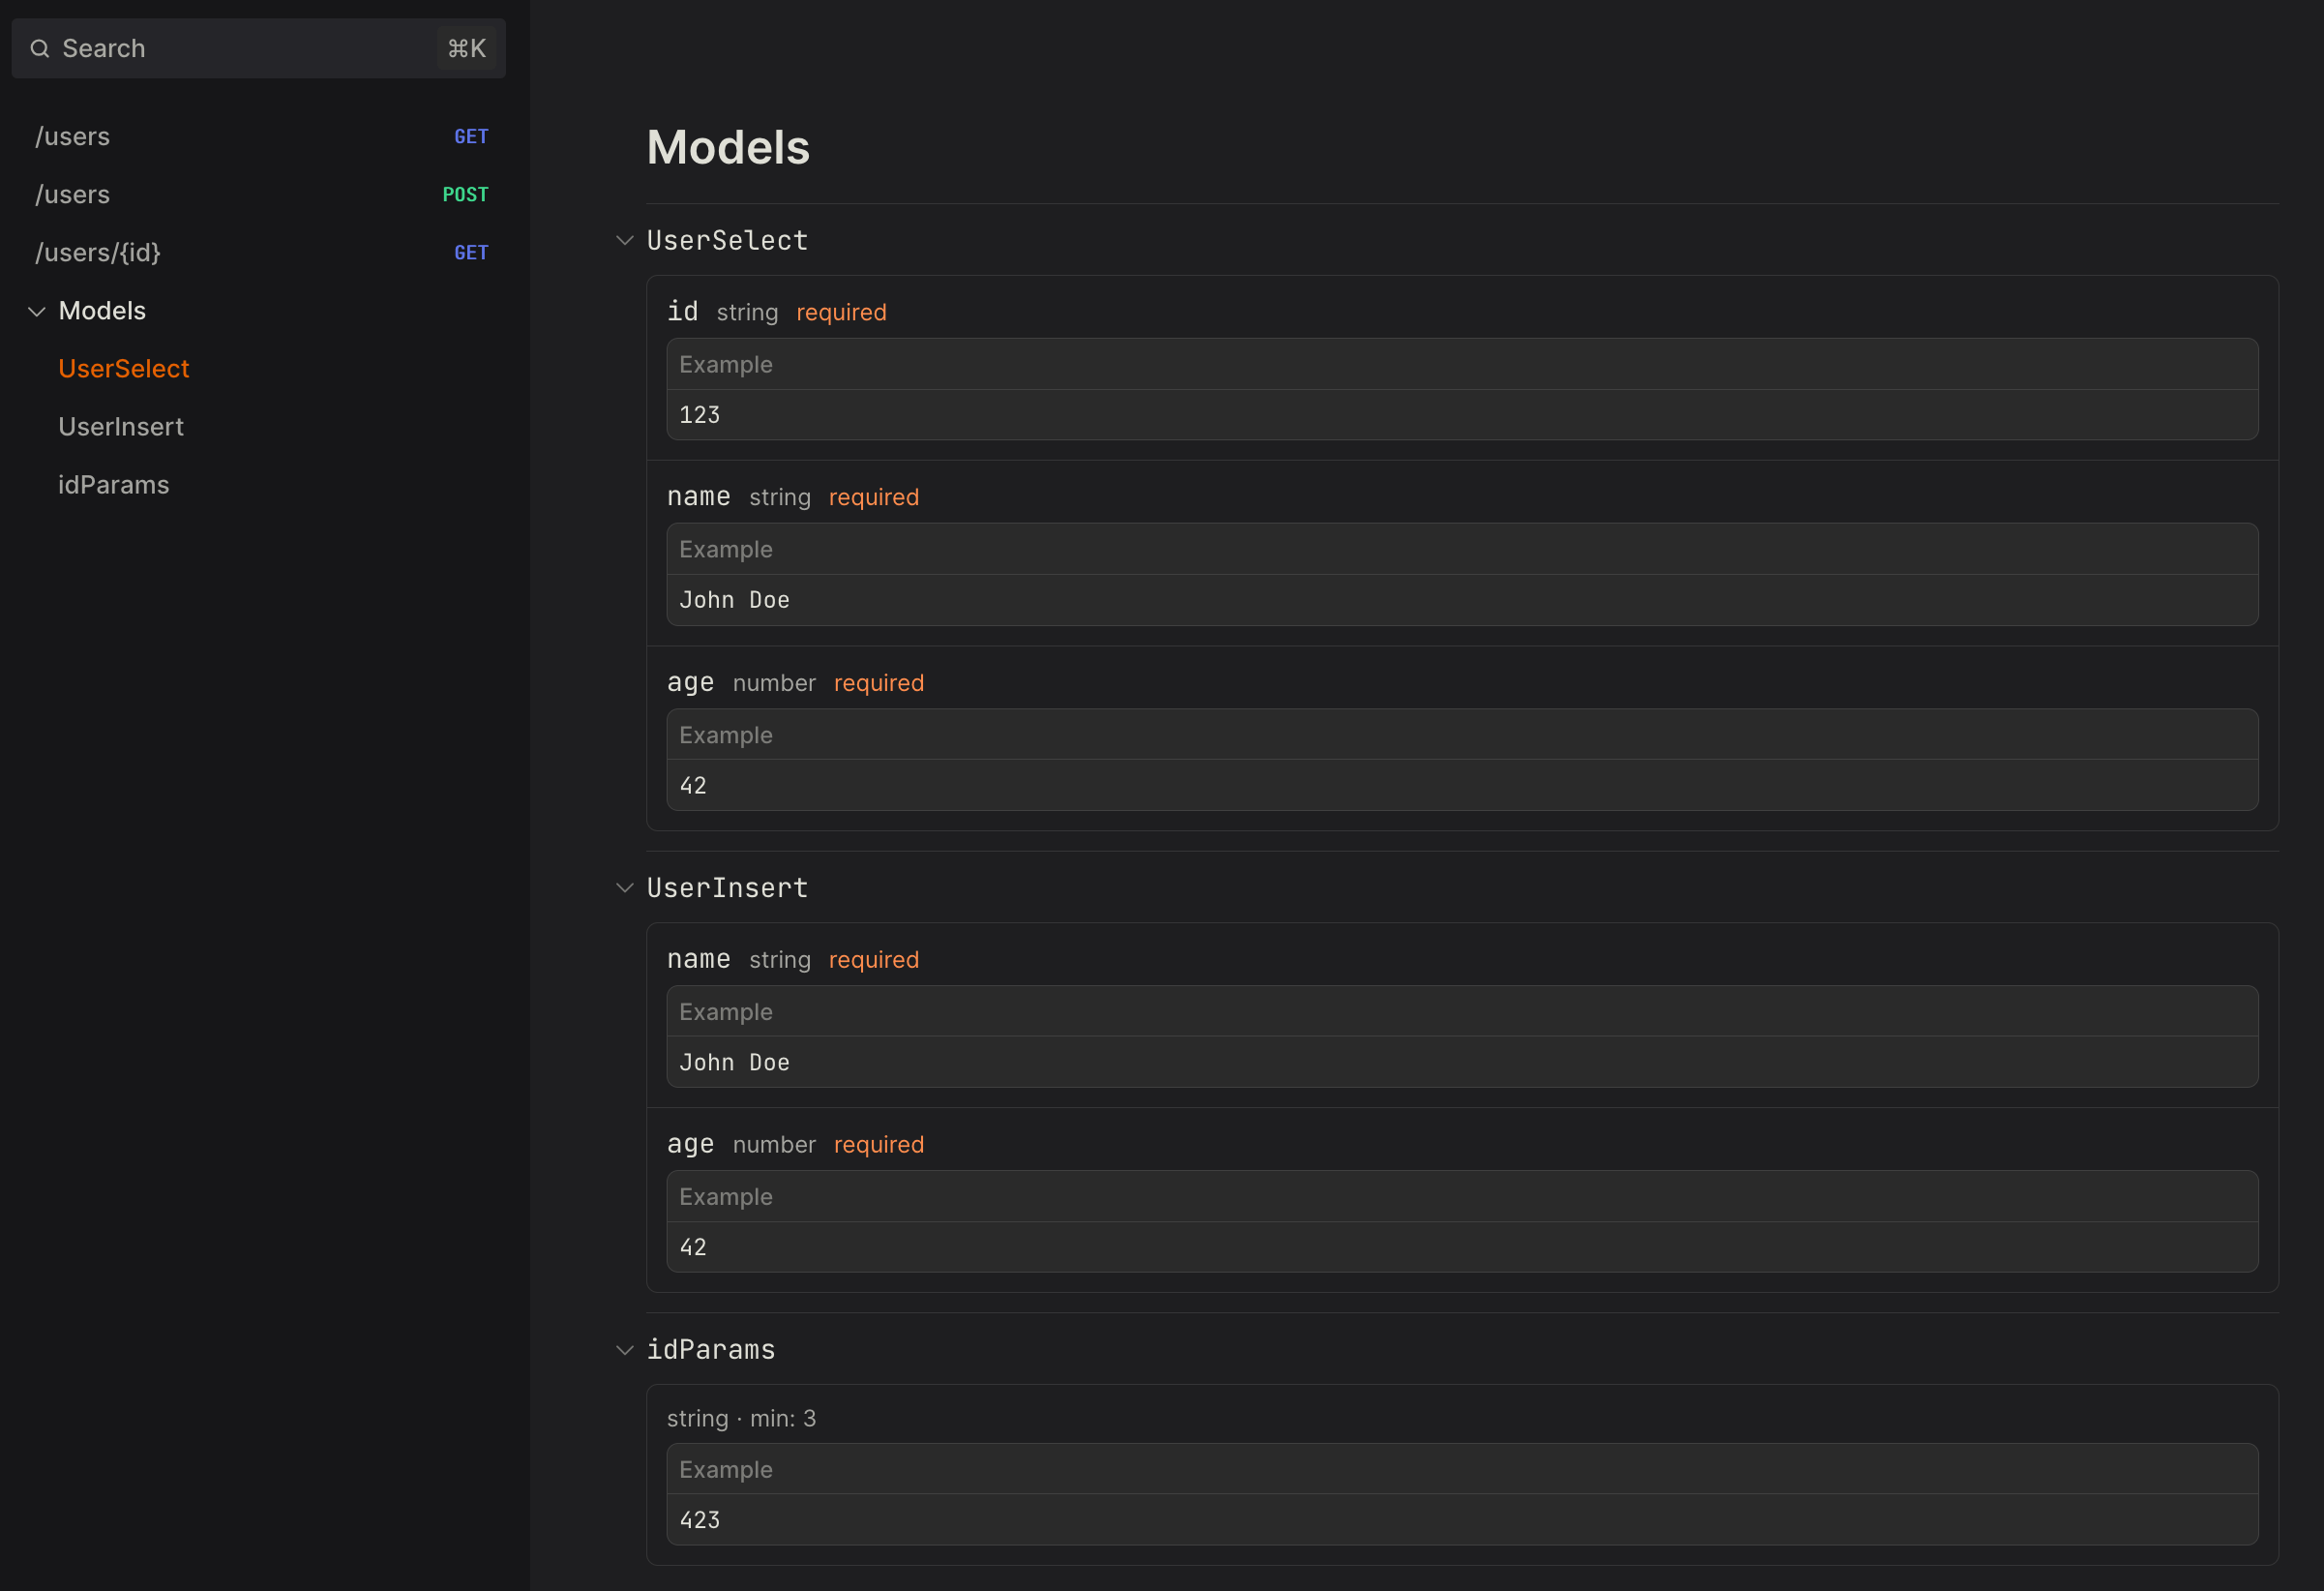 Search ⌘K
/users GET
/users POST
/users/{id} GET
Models
UserSelect
UserInsert
idParams
Models
UserSelect
id string required
Example
123
name string required
Example
John Doe
age number required
Example
42
UserInsert
name string required
Example
John Doe
age number required
Example
42
idParams
string · min: 3
Example
423